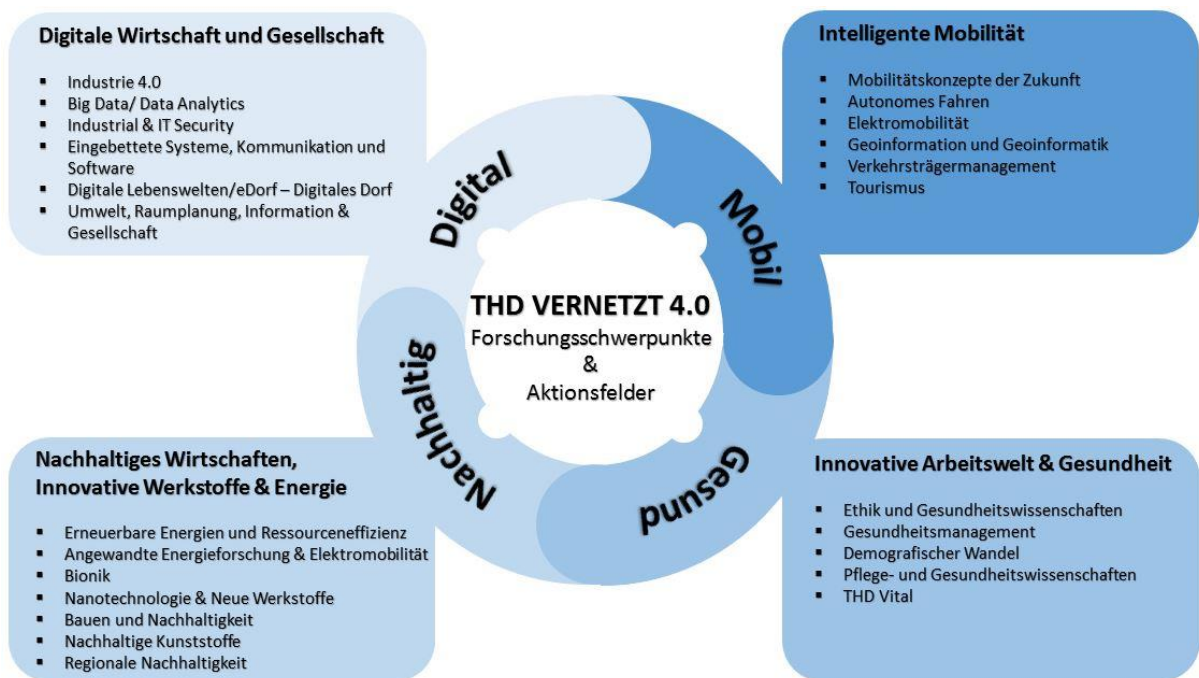 Digitale Wirtschaft und Gesellschaft
▪ Industrie 4.0
▪ Big Data/ Data Analytics
▪ Industrial & IT Security
▪ Eingebettete Systeme, Kommunikation und
Software
▪ Digitale Lebenswelten/eDorf – Digitales Dorf
▪ Umwelt, Raumplanung, Information &
Gesellschaft
Intelligente Mobilität
▪ Mobilitätskonzepte der Zukunft
▪ Autonomes Fahren
▪ Elektromobilität
▪ Geoinformation und Geoinformatik
▪ Verkehrsträgermanagement
▪ Tourismus
Digital
Mobil
THD VERNETZT 4.0
Forschungsschwerpunkte
&
Aktionsfelder
Nachhaltig
Gesund
Nachhaltiges Wirtschaften,
Innovative Werkstoffe & Energie
▪ Erneuerbare Energien und Ressourceneffizienz
▪ Angewandte Energieforschung & Elektromobilität
▪ Bionik
▪ Nanotechnologie & Neue Werkstoffe
▪ Bauen und Nachhaltigkeit
▪ Nachhaltige Kunststoffe
▪ Regionale Nachhaltigkeit
Innovative Arbeitswelt & Gesundheit
▪ Ethik und Gesundheitswissenschaften
▪ Gesundheitsmanagement
▪ Demografischer Wandel
▪ Pflege- und Gesundheitswissenschaften
▪ THD Vital